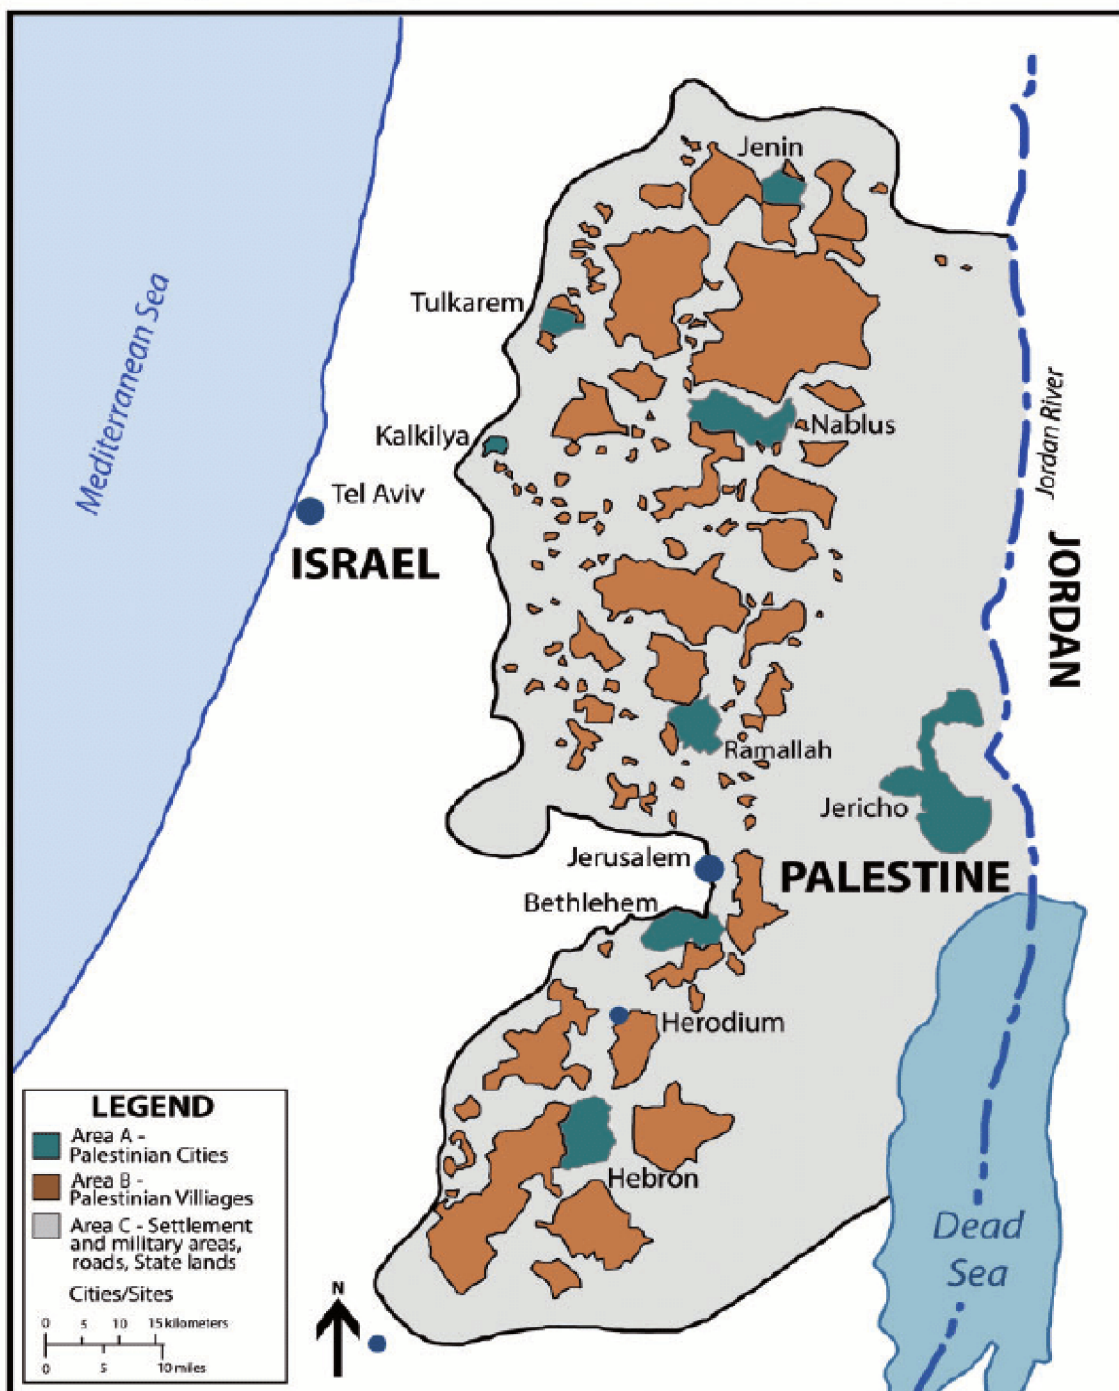 Jenin
Tulkarem
Kalkilya
Nablus
Mediterranean Sea
Tel Aviv
ISRAEL
Jordan River
JORDAN
Ramallah
Jericho
Jerusalem
PALESTINE
Bethlehem
Herodium
Hebron
Dead
Sea
LEGEND
Area A -
Palestinian Cities
Area B -
Palestinian Villiages
Area C - Settlement
and military areas,
roads, State lands
Cities/Sites
0 5 10 15 kilometers
0 5 10 miles
N